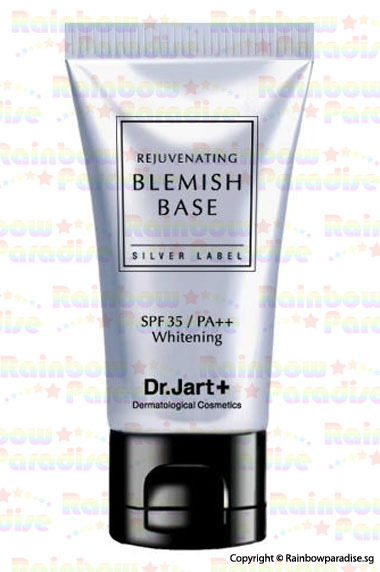 Rainbow Paradise
REJUVENATING
BLEMISH
BASE
SILVER LABEL
SPF 35 / PA++
Whitening
Dr.Jart+
Dermatological Cosmetics
Copyright © Rainbowparadise.sg